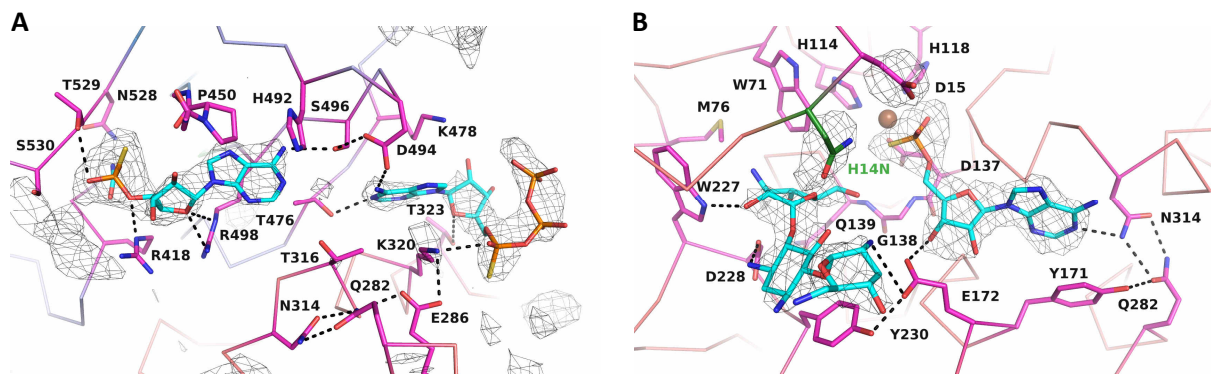 A
T529
N528
P450
H492
S496
K478
S530
D494
T476
T323
R498
R418
K320
T316
Q282
N314
E286
B
H114
H118
W71
D15
M76
H14N
D137
W227
Q139
G138
N314
D228
Y171
E172
Q282
Y230